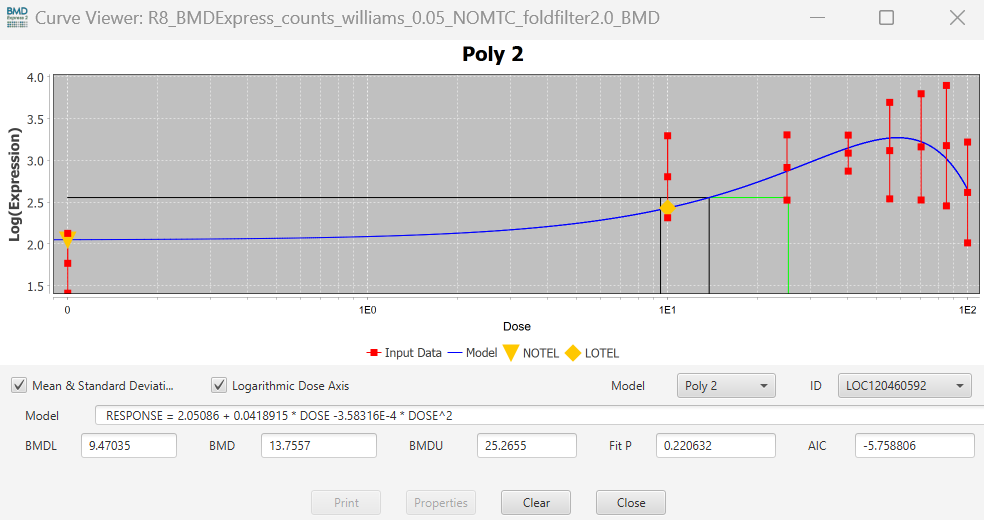 BMD
Express 2
Curve Viewer: R8_BMDExpress_counts_williams_0.05_NOMTC_foldfilter2.0_BMD
Poly 2
Log(Expression)
4.0
3.5
3.0
2.5
2.0
1.5
0 1E0 1E1 1E2
Dose
Input Data Model NOTEL LOTEL
Mean & Standard Deviati... Logarithmic Dose Axis Model Poly 2 ID LOC120460592
Model RESPONSE = 2.05086 + 0.0418915 * DOSE -3.58316E-4 * DOSE^2
BMDL 9.47035 BMD 13.7557 BMDU 25.2655 Fit P 0.220632 AIC -5.758806
Print Properties Clear Close